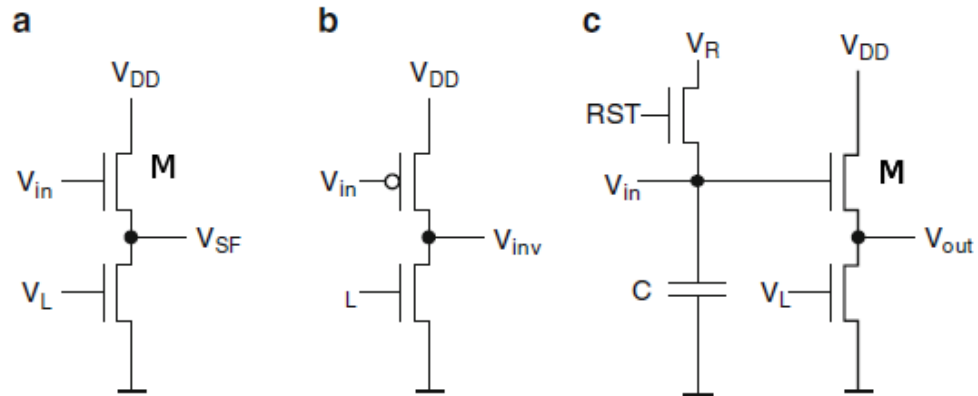 a
V_DD
V_in
M
V_SF
V_L
b
V_DD
V_in
V_inv
L
c
V_R
V_DD
RST
V_in
M
V_out
C
V_L